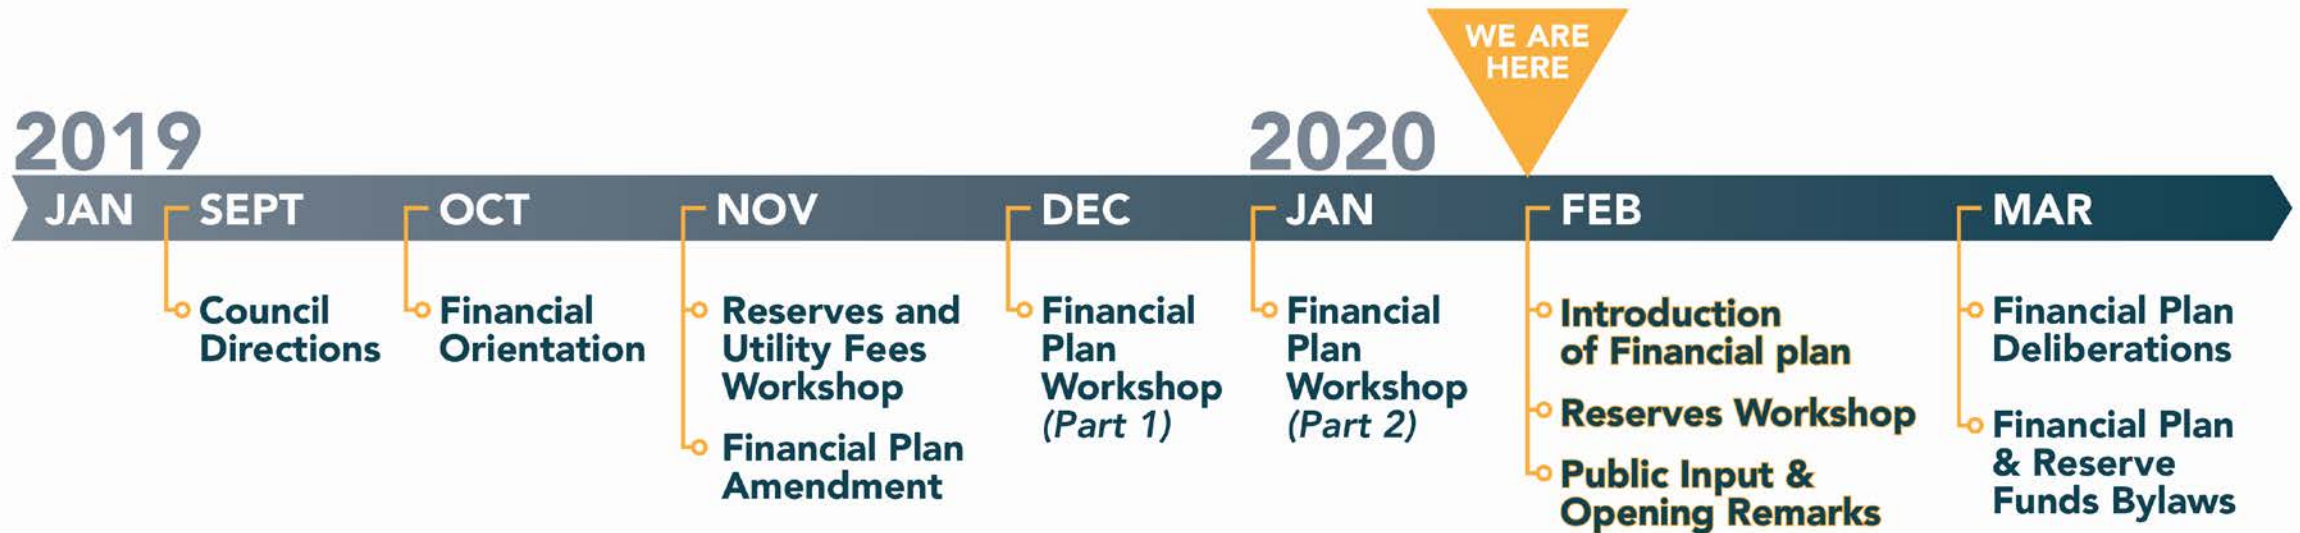 WE ARE
HERE
2019
2020
JAN
SEPT
OCT
NOV
DEC
JAN
FEB
MAR
Council
Directions
Financial
Orientation
Reserves and
Utility Fees
Workshop
Financial Plan
Amendment
Financial
Plan
Workshop
(Part 1)
Financial
Plan
Workshop
(Part 2)
Introduction
of Financial plan
Reserves Workshop
Public Input &
Opening Remarks
Financial Plan
Deliberations
Financial Plan
& Reserve
Funds Bylaws